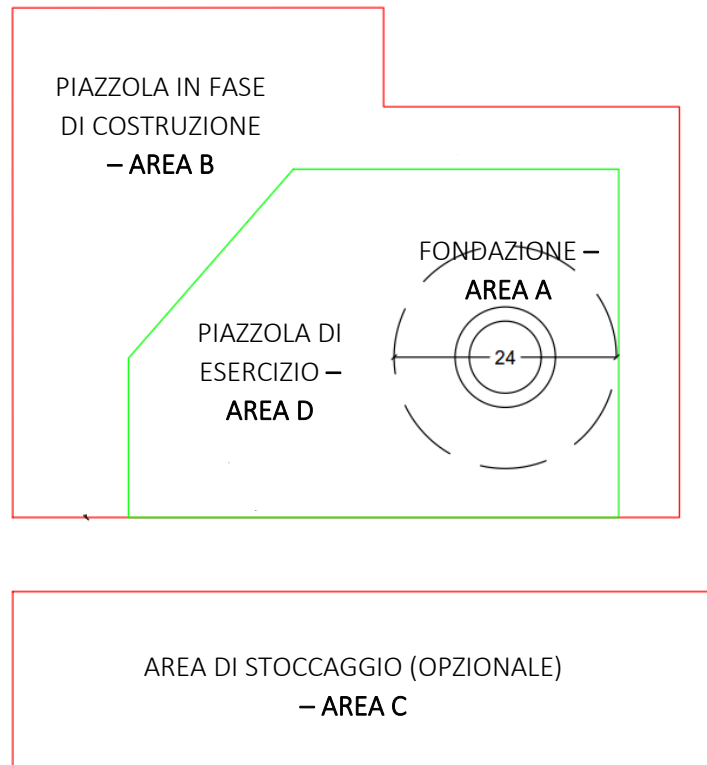 PIAZZOLA IN FASE
DI COSTRUZIONE
– AREA B
FONDAZIONE –
AREA A
PIAZZOLA DI
ESERCIZIO –
AREA D
24
AREA DI STOCCAGGIO (OPZIONALE)
– AREA C